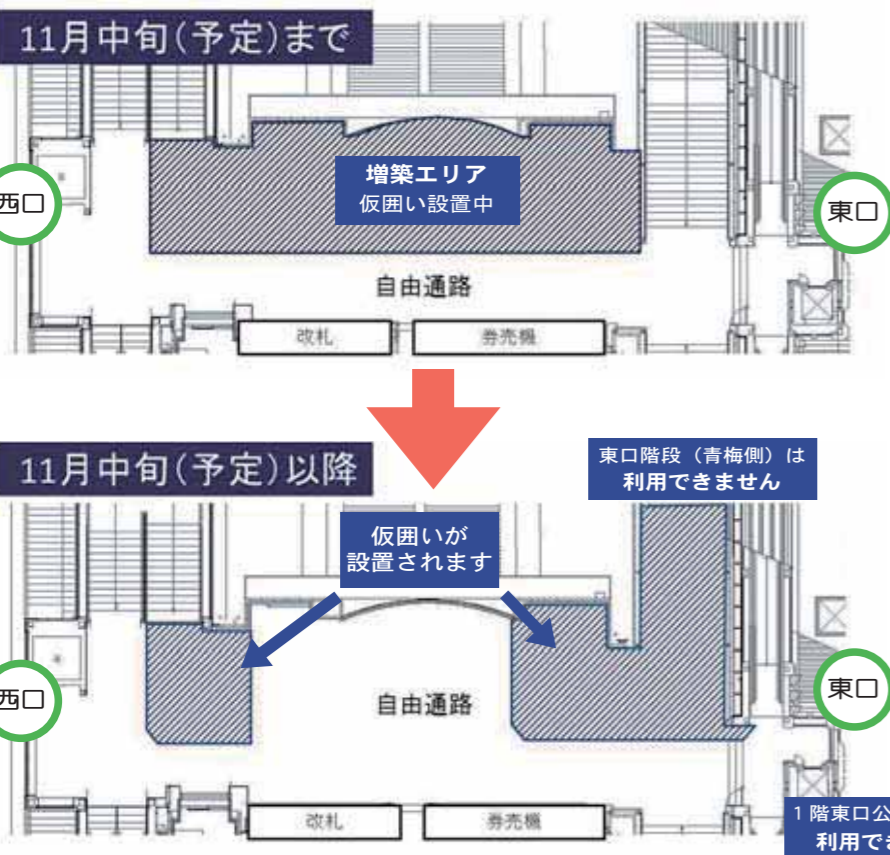 11月中旬(予定)まで
増築エリア
仮囲い設置中
西口
東口
自由通路
改札
券売機
11月中旬(予定)以降
東口階段（青梅側）は
利用できません
仮囲いが
設置されます
西口
東口
自由通路
改札
券売機
1階東口公
利用でき